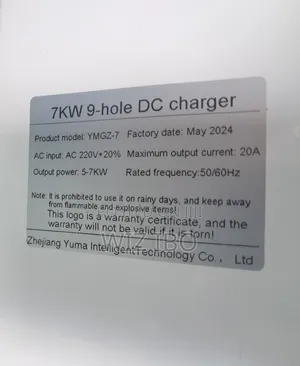 7KW 9-hole DC charger
Product model: YMGZ-7 Factory date: May 2024
AC input: AC 220V+20% Maximum output current: 20A
Output power: 5-7KW Rated frequency:50/60Hz
Note: It is prohibited to use it on rainy days, and keep away
from flammable and explosive items!
This logo is a warranty certificate, and the
warranty will not be valid if it is torn!
WIZ TBO
Zhejiang Yuma IntelligentTechnology Co., Ltd